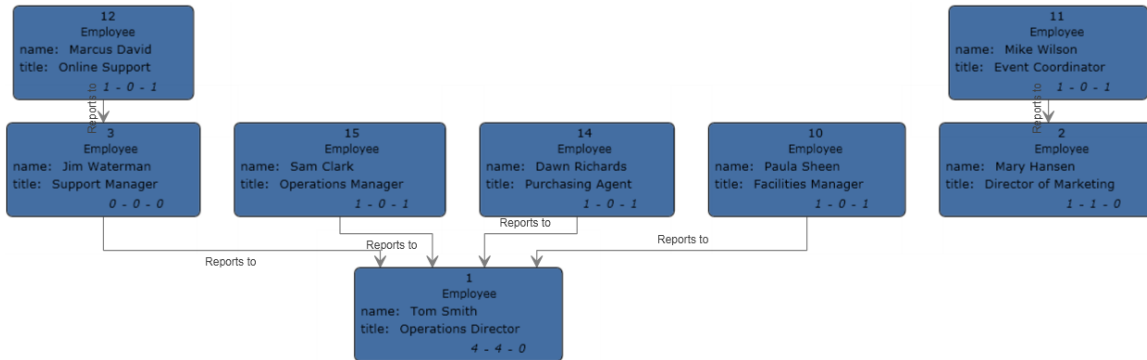 12
Employee
name: Marcus David
title: Online Support
1 - 0 - 1
11
Employee
name: Mike Wilson
title: Event Coordinator
1 - 0 - 1
Reports to
Reports to
3
Employee
name: Jim Waterman
title: Support Manager
0 - 0 - 0
15
Employee
name: Sam Clark
title: Operations Manager
1 - 0 - 1
14
Employee
name: Dawn Richards
title: Purchasing Agent
1 - 0 - 1
10
Employee
name: Paula Sheen
title: Facilities Manager
1 - 0 - 1
2
Employee
name: Mary Hansen
title: Director of Marketing
1 - 1 - 0
Reports to
Reports to
Reports to
Reports to
1
Employee
name: Tom Smith
title: Operations Director
4 - 4 - 0